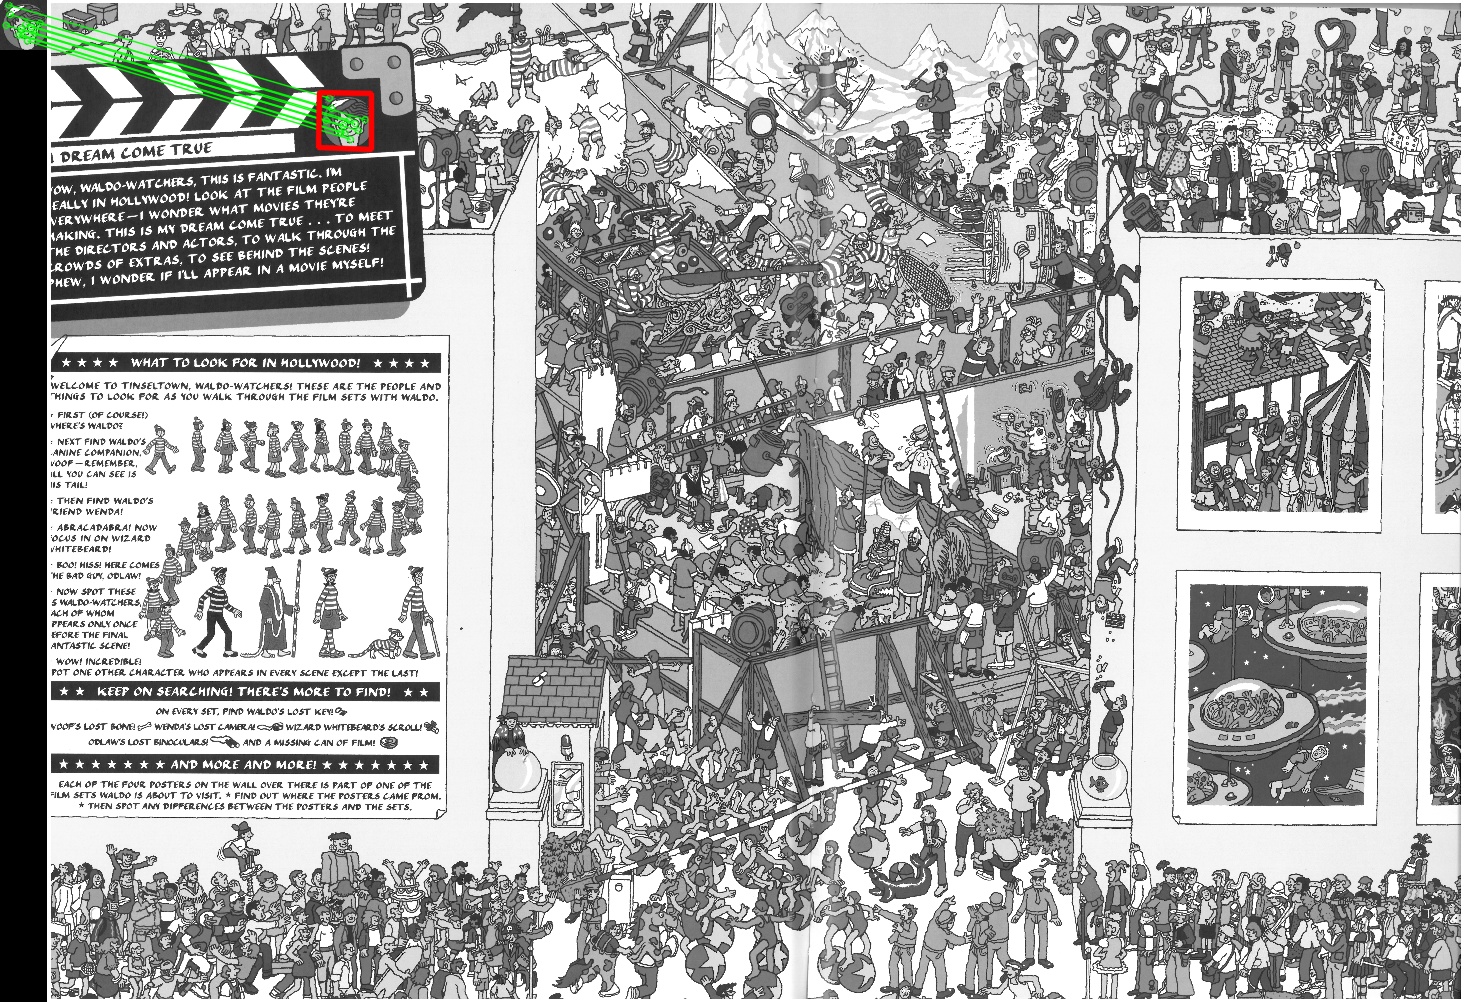 DREAM COME TRUE
OW, WALDO-WATCHERS, THIS IS FANTASTIC. I'M
EALLY IN HOLLYWOOD! LOOK AT THE FILM PEOPLE
VERYWHERE—I WONDER WHAT MOVIES THEY'RE
AKING. THIS IS MY DREAM COME TRUE . . . TO MEET
THE DIRECTORS AND ACTORS, TO WALK THROUGH THE
CROWDS OF EXTRAS, TO SEE BEHIND THE SCENES!
PHEW, I WONDER IF I'LL APPEAR IN A MOVIE MYSELF!
★ ★ ★ ★ WHAT TO LOOK FOR IN HOLLYWOOD! ★ ★ ★ ★
WELCOME TO TINSELTOWN, WALDO-WATCHERS! THESE ARE THE PEOPLE AND
THINGS TO LOOK FOR AS YOU WALK THROUGH THE FILM SETS WITH WALDO.
FIRST (OF COURSE!)
WHERE'S WALDO?
NEXT FIND WALDO'S
ANINE COMPANION,
WOOF—REMEMBER,
ALL YOU CAN SEE IS
HIS TAIL!
THEN FIND WALDO'S
FRIEND WENDA!
ABRACADABRA! NOW
FOCUS IN ON WIZARD
WHITEBEARD!
BOO! HISS! HERE COMES
THE BAD GUY, ODLAW!
NOW SPOT THESE
5 WALDO-WATCHERS,
EACH OF WHOM
APPEARS ONLY ONCE
BEFORE THE FINAL
FANTASTIC SCENE!
WOW! INCREDIBLE!
POT ONE OTHER CHARACTER WHO APPEARS IN EVERY SCENE EXCEPT THE LAST!
★ ★ KEEP ON SEARCHING! THERE'S MORE TO FIND! ★ ★
ON EVERY SET, FIND WALDO'S LOST KEY!
WOOF'S LOST BONE! WENDA'S LOST CAMERA! WIZARD WHITEBEARD'S SCROLL!
ODLAW'S LOST BINOCULARS! AND A MISSING CAN OF FILM!
★ ★ ★ ★ ★ ★ ★ AND MORE AND MORE! ★ ★ ★ ★ ★ ★ ★
EACH OF THE FOUR POSTERS ON THE WALL OVER THERE IS PART OF ONE OF THE
FILM SETS WALDO IS ABOUT TO VISIT. ★ FIND OUT WHERE THE POSTERS CAME FROM.
★ THEN SPOT ANY DIFFERENCES BETWEEN THE POSTERS AND THE SETS.